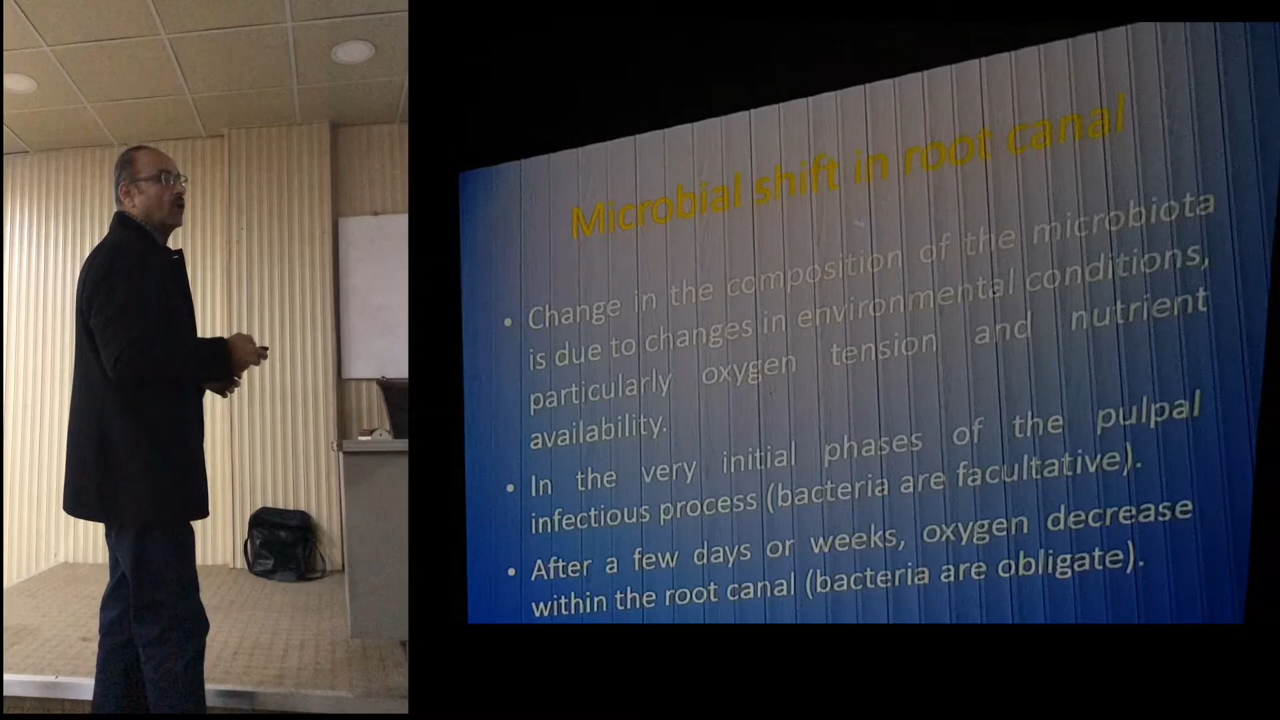 Microbial shift in root canal
• Change in the composition of the microbiota
is due to changes in environmental conditions,
particularly oxygen tension and nutrient
availability.
• In the very initial phases of the pulpal
infectious process (bacteria are facultative).
• After a few days or weeks, oxygen decrease
within the root canal (bacteria are obligate).